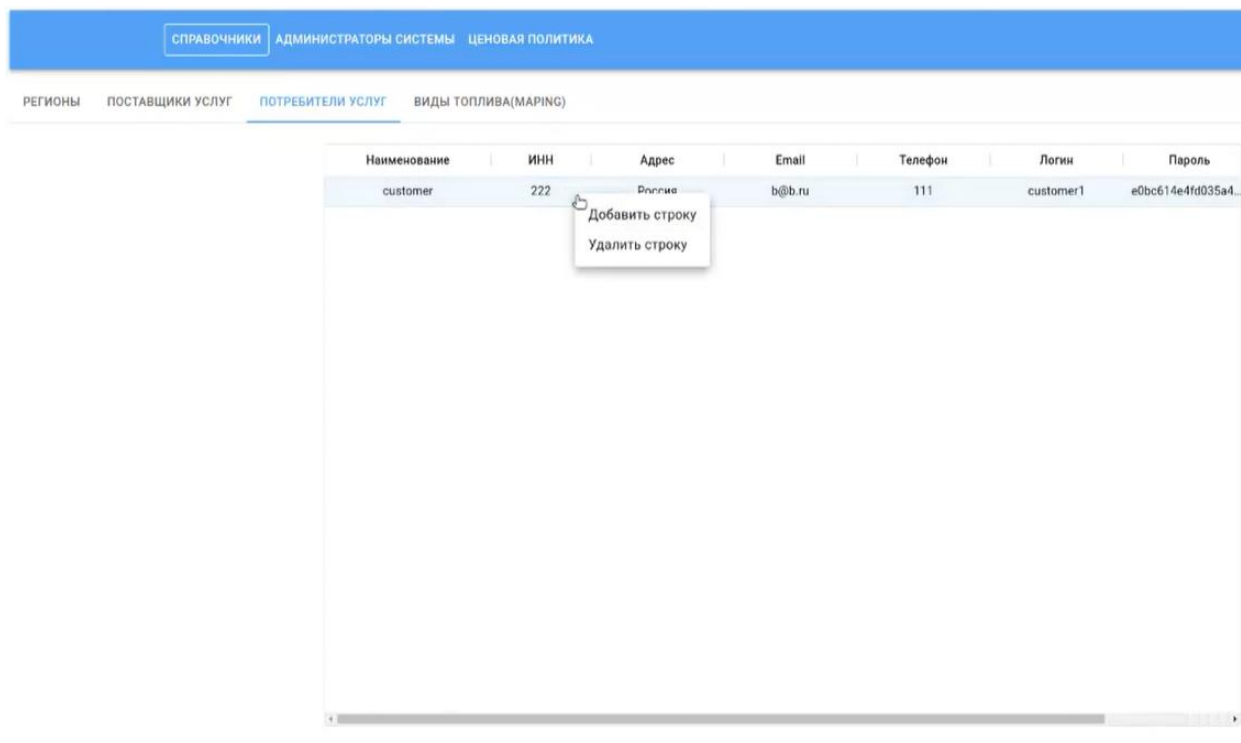 СПРАВОЧНИКИ АДМИНИСТРАТОРЫ СИСТЕМЫ ЦЕНОВАЯ ПОЛИТИКА
РЕГИОНЫ ПОСТАВЩИКИ УСЛУГ ПОТРЕБИТЕЛИ УСЛУГ ВИДЫ ТОПЛИВА(MAPING)
Наименование ИНН Адрес Email Телефон Логин Пароль
customer 222 Россия b@b.ru 111 customer1 e0bc614e4fd035a4...
Добавить строку
Удалить строку